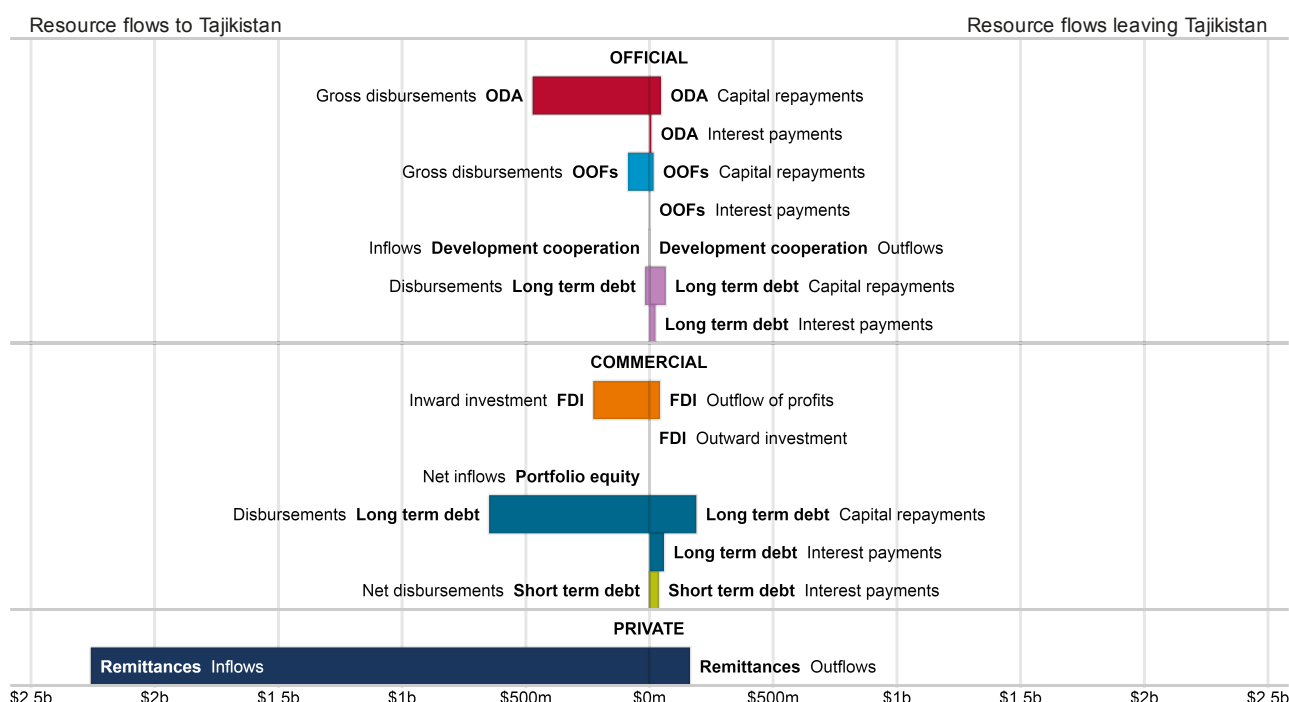 Resource flows to Tajikistan Resource flows leaving Tajikistan
OFFICIAL
Gross disbursements ODA ODA Capital repayments
ODA Interest payments
Gross disbursements OOFs OOFs Capital repayments
OOFs Interest payments
Inflows Development cooperation Development cooperation Outflows
Disbursements Long term debt Long term debt Capital repayments
Long term debt Interest payments
COMMERCIAL
Inward investment FDI FDI Outflow of profits
FDI Outward investment
Net inflows Portfolio equity
Disbursements Long term debt Long term debt Capital repayments
Long term debt Interest payments
Net disbursements Short term debt Short term debt Interest payments
PRIVATE
Remittances Inflows Remittances Outflows
$2.5b $2b $1.5b $1b $500m $0m $500m $1b $1.5b $2b $2.5b